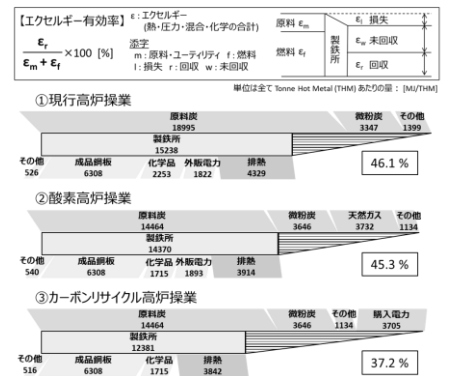 【エクセルギー有効率】
ε : エクセルギー
(熱・圧力・混合・化学の合計)
εr
εm + εf
×100 [%]
添字
m : 原料・ユーティリティ f : 燃料
l : 損失 r : 回収 w : 未回収
原料 εm
燃料 εf
製鉄所
εl 損失
εw 未回収
εr 回収
単位は全て Tonne Hot Metal (THM) あたりの量： [MJ/THM]
①現行高炉操業
原料炭 微粉炭 その他
18995 3347 1399
製鉄所
15238
その他 成品鋼板 化学品 外販電力 排熱
526 6308 2253 1822 4329
46.1 %
②酸素高炉操業
原料炭 微粉炭 天然ガス その他
14464 3646 3732 1134
製鉄所
14370
その他 成品鋼板 化学品 外販電力 排熱
540 6308 1715 1893 3914
45.3 %
③カーボンリサイクル高炉操業
原料炭 微粉炭 その他 購入電力
14464 3646 1134 3705
製鉄所
12381
その他 成品鋼板 化学品 排熱
516 6308 1715 3842
37.2 %